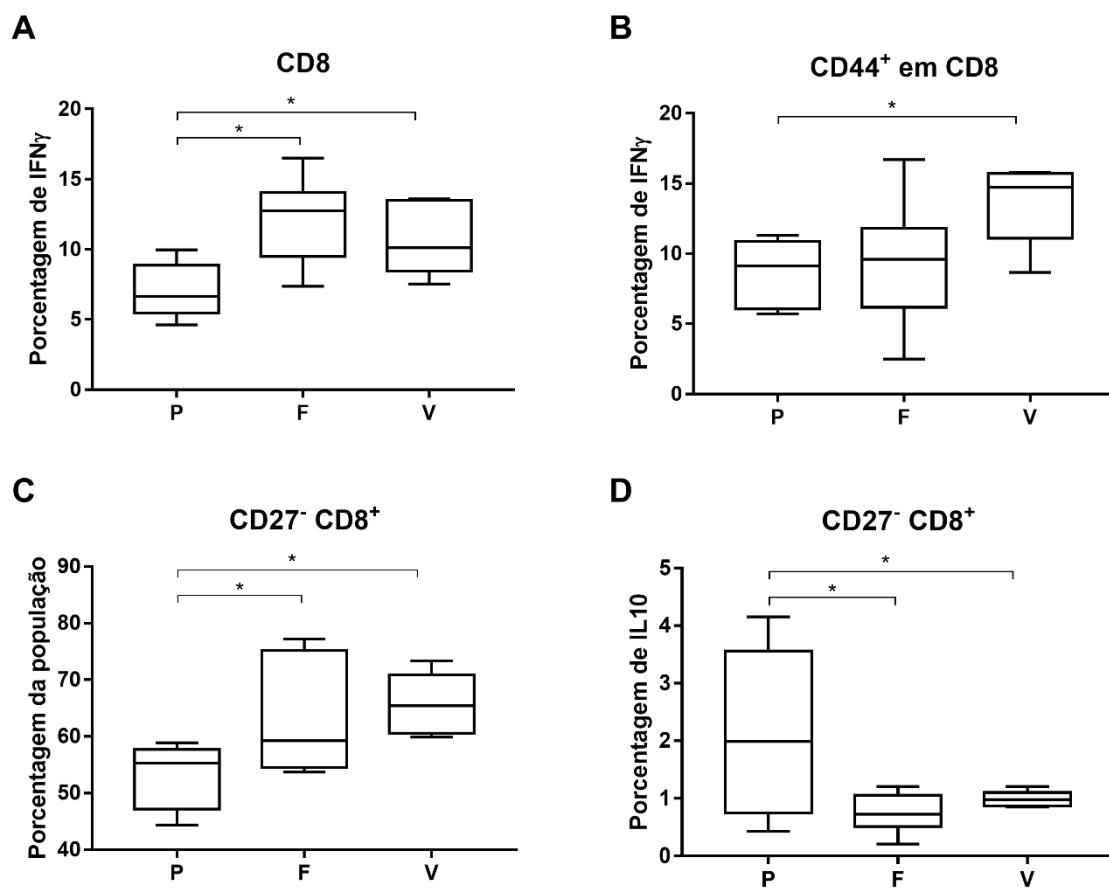 A
CD8
*
*
Porcentagem de IFNγ
20
15
10
5
0
P F V
B
CD44⁺ em CD8
*
Porcentagem de IFNγ
20
15
10
5
0
P F V
C
CD27⁻ CD8⁺
*
*
Porcentagem da população
90
80
70
60
50
40
P F V
D
CD27⁻ CD8⁺
*
*
Porcentagem de IL10
5
4
3
2
1
0
P F V